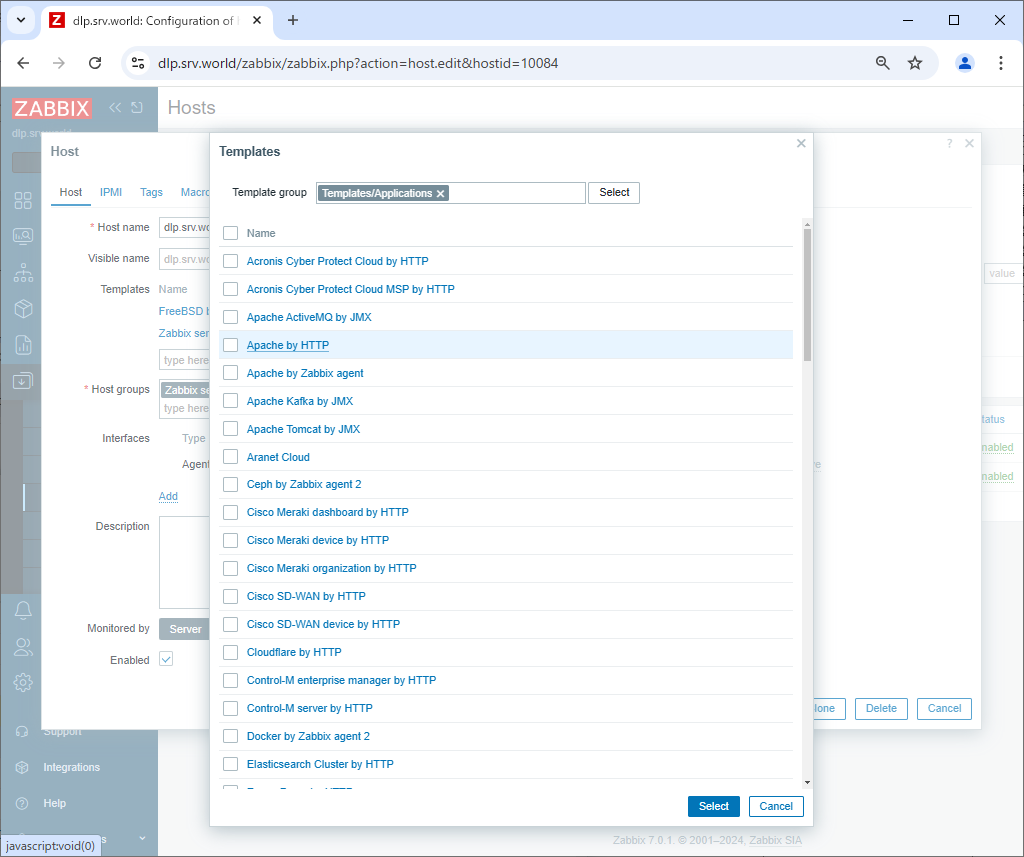 dlp.srv.world: Configuration of
dlp.srv.world/zabbix/zabbix.php?action=host.edit&hostid=10084
ZABBIX
Hosts
dlp.srv.world
Host
Templates
?
Host
IPMI
Tags
Macro
Template group
Templates/Applications
Select
* Host name
dlp.srv.wo
Visible name
dlp.srv.wo
Templates
Name
FreeBSD b
Zabbix ser
type here
* Host groups
Zabbix se
type here
Interfaces
Type
Agent
Add
Description
Monitored by
Server
Enabled
Name
Acronis Cyber Protect Cloud by HTTP
Acronis Cyber Protect Cloud MSP by HTTP
Apache ActiveMQ by JMX
Apache by HTTP
Apache by Zabbix agent
Apache Kafka by JMX
Apache Tomcat by JMX
Aranet Cloud
Ceph by Zabbix agent 2
Cisco Meraki dashboard by HTTP
Cisco Meraki device by HTTP
Cisco Meraki organization by HTTP
Cisco SD-WAN by HTTP
Cisco SD-WAN device by HTTP
Cloudflare by HTTP
Control-M enterprise manager by HTTP
Control-M server by HTTP
Docker by Zabbix agent 2
Elasticsearch Cluster by HTTP
Select
Cancel
value
tatus
nabled
nabled
lone
Delete
Cancel
Support
Integrations
Help
javascript:void(0)
Zabbix 7.0.1. © 2001–2024, Zabbix SIA